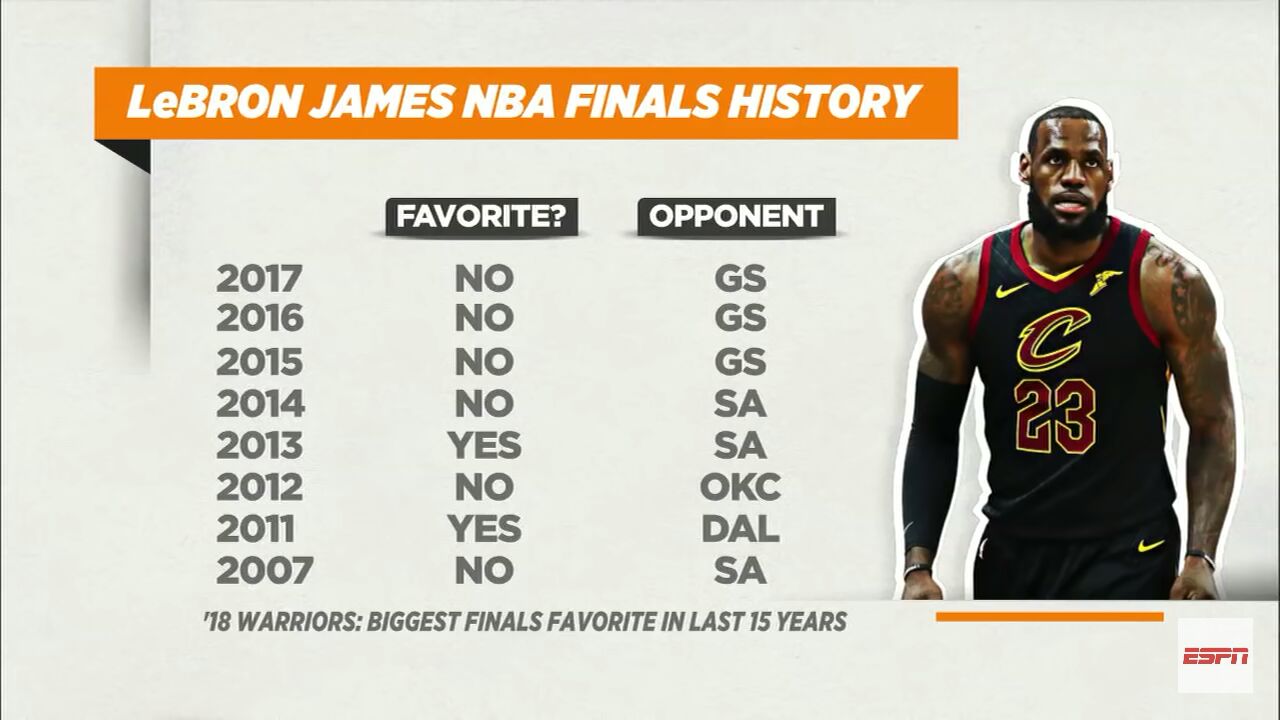 LeBRON JAMES NBA FINALS HISTORY
FAVORITE? OPPONENT
2017 NO GS
2016 NO GS
2015 NO GS
2014 NO SA
2013 YES SA
2012 NO OKC
2011 YES DAL
2007 NO SA
'18 WARRIORS: BIGGEST FINALS FAVORITE IN LAST 15 YEARS
C
23
ESPN